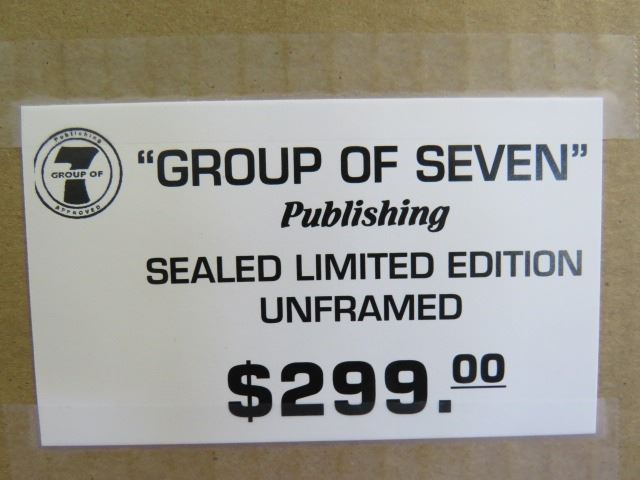 Publishing
7
GROUP OF
APPROVED
“GROUP OF SEVEN”
Publishing
SEALED LIMITED EDITION
UNFRAMED
$299.00